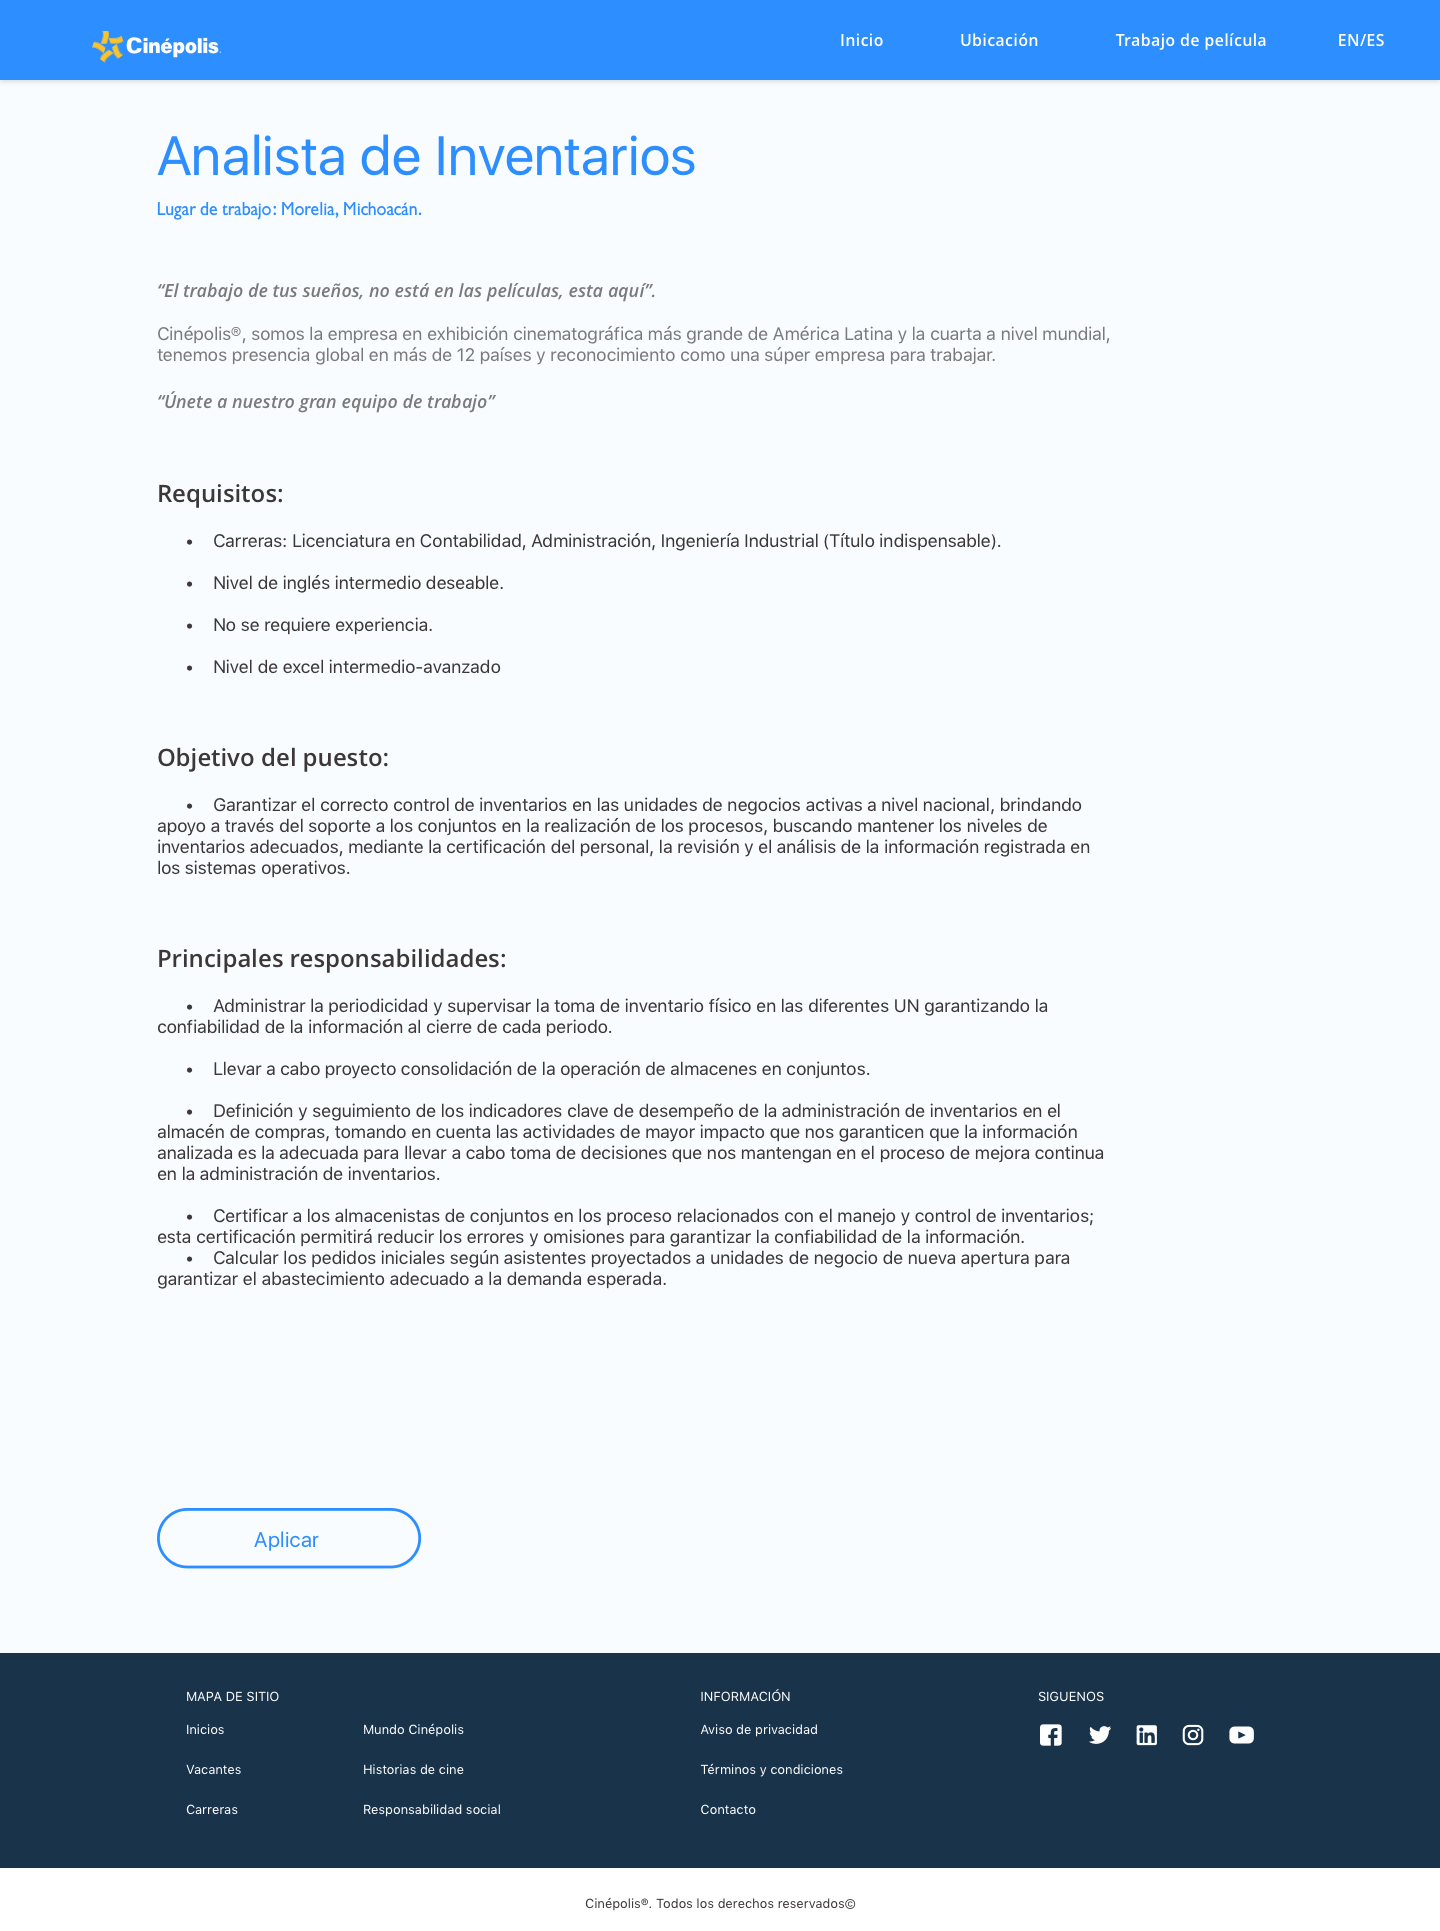 Cinépolis
Inicio
Ubicación
Trabajo de película
EN/ES
Analista de Inventarios
Lugar de trabajo: Morelia, Michoacán.
“El trabajo de tus sueños, no está en las películas, esta aquí”.
Cinépolis®, somos la empresa en exhibición cinematográfica más grande de América Latina y la cuarta a nivel mundial,
tenemos presencia global en más de 12 países y reconocimiento como una súper empresa para trabajar.
“Únete a nuestro gran equipo de trabajo”
Requisitos:
• Carreras: Licenciatura en Contabilidad, Administración, Ingeniería Industrial (Título indispensable).
• Nivel de inglés intermedio deseable.
• No se requiere experiencia.
• Nivel de excel intermedio-avanzado
Objetivo del puesto:
• Garantizar el correcto control de inventarios en las unidades de negocios activas a nivel nacional, brindando
apoyo a través del soporte a los conjuntos en la realización de los procesos, buscando mantener los niveles de
inventarios adecuados, mediante la certificación del personal, la revisión y el análisis de la información registrada en
los sistemas operativos.
Principales responsabilidades:
• Administrar la periodicidad y supervisar la toma de inventario físico en las diferentes UN garantizando la
confiabilidad de la información al cierre de cada periodo.
• Llevar a cabo proyecto consolidación de la operación de almacenes en conjuntos.
• Definición y seguimiento de los indicadores clave de desempeño de la administración de inventarios en el
almacén de compras, tomando en cuenta las actividades de mayor impacto que nos garanticen que la información
analizada es la adecuada para llevar a cabo toma de decisiones que nos mantengan en el proceso de mejora continua
en la administración de inventarios.
• Certificar a los almacenistas de conjuntos en los proceso relacionados con el manejo y control de inventarios;
esta certificación permitirá reducir los errores y omisiones para garantizar la confiabilidad de la información.
• Calcular los pedidos iniciales según asistentes proyectados a unidades de negocio de nueva apertura para
garantizar el abastecimiento adecuado a la demanda esperada.
Aplicar
MAPA DE SITIO
Inicios
Vacantes
Carreras
Mundo Cinépolis
Historias de cine
Responsabilidad social
INFORMACIÓN
Aviso de privacidad
Términos y condiciones
Contacto
SIGUENOS
Cinépolis®. Todos los derechos reservados©